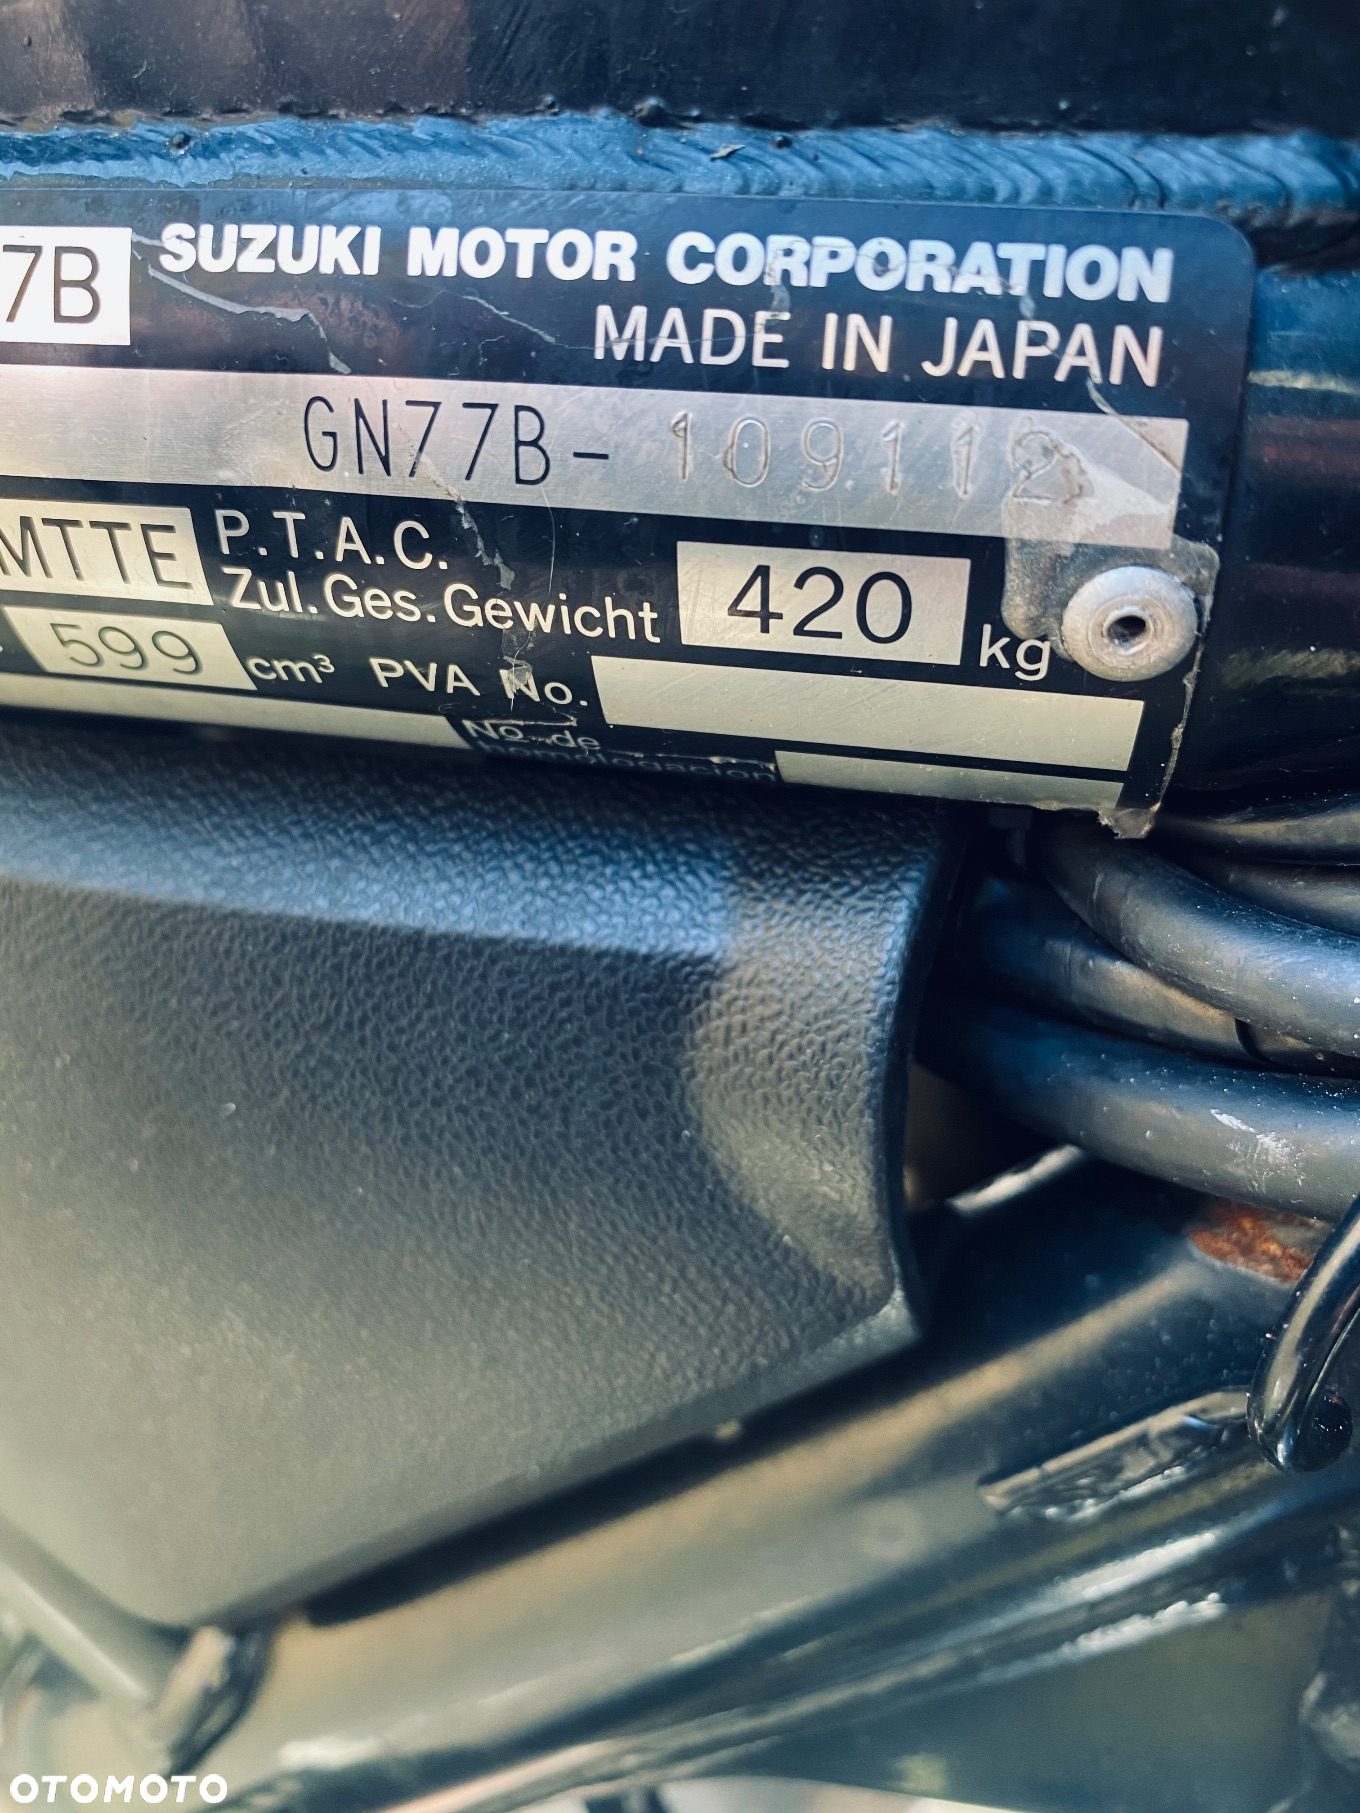 7B SUZUKI MOTOR CORPORATION
MADE IN JAPAN
GN77B-109112
MTTE P.T.A.C.
Zul.Ges.Gewicht 420 kg
599 cm³ PVA No.
No. de
homologacion
OTOMOTO